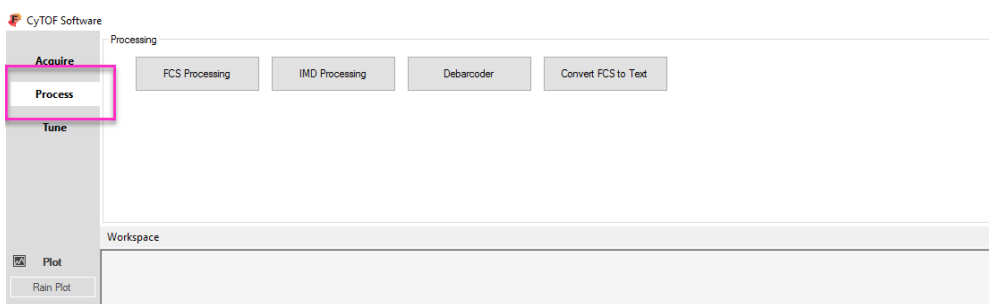 CyTOF Software
Acquire
Process
Tune
Processing
FCS Processing
IMD Processing
Debarcoder
Convert FCS to Text
Workspace
Plot
Rain Plot